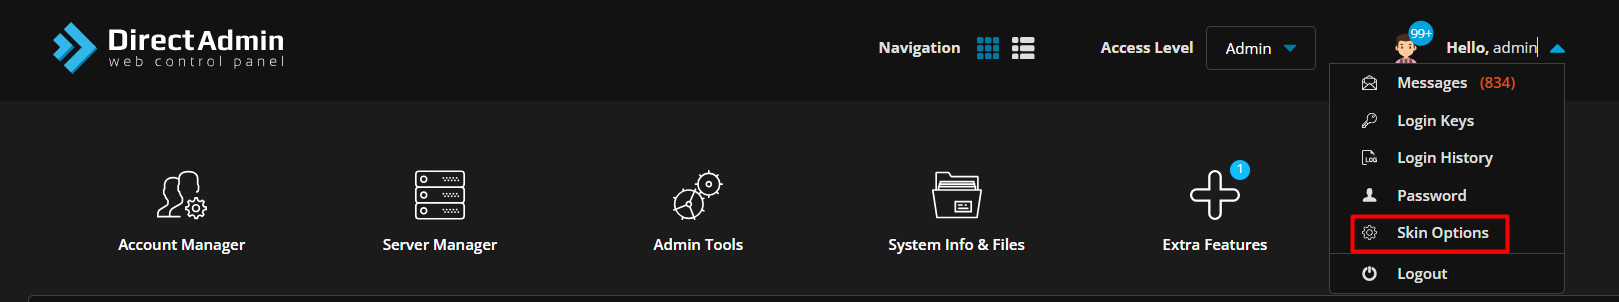 DirectAdmin
web control panel
Navigation
Access Level
Admin
99+
Hello, admin
Messages (834)
Login Keys
LOG
Login History
Password
Skin Options
Logout
Account Manager
Server Manager
Admin Tools
System Info & Files
1
Extra Features